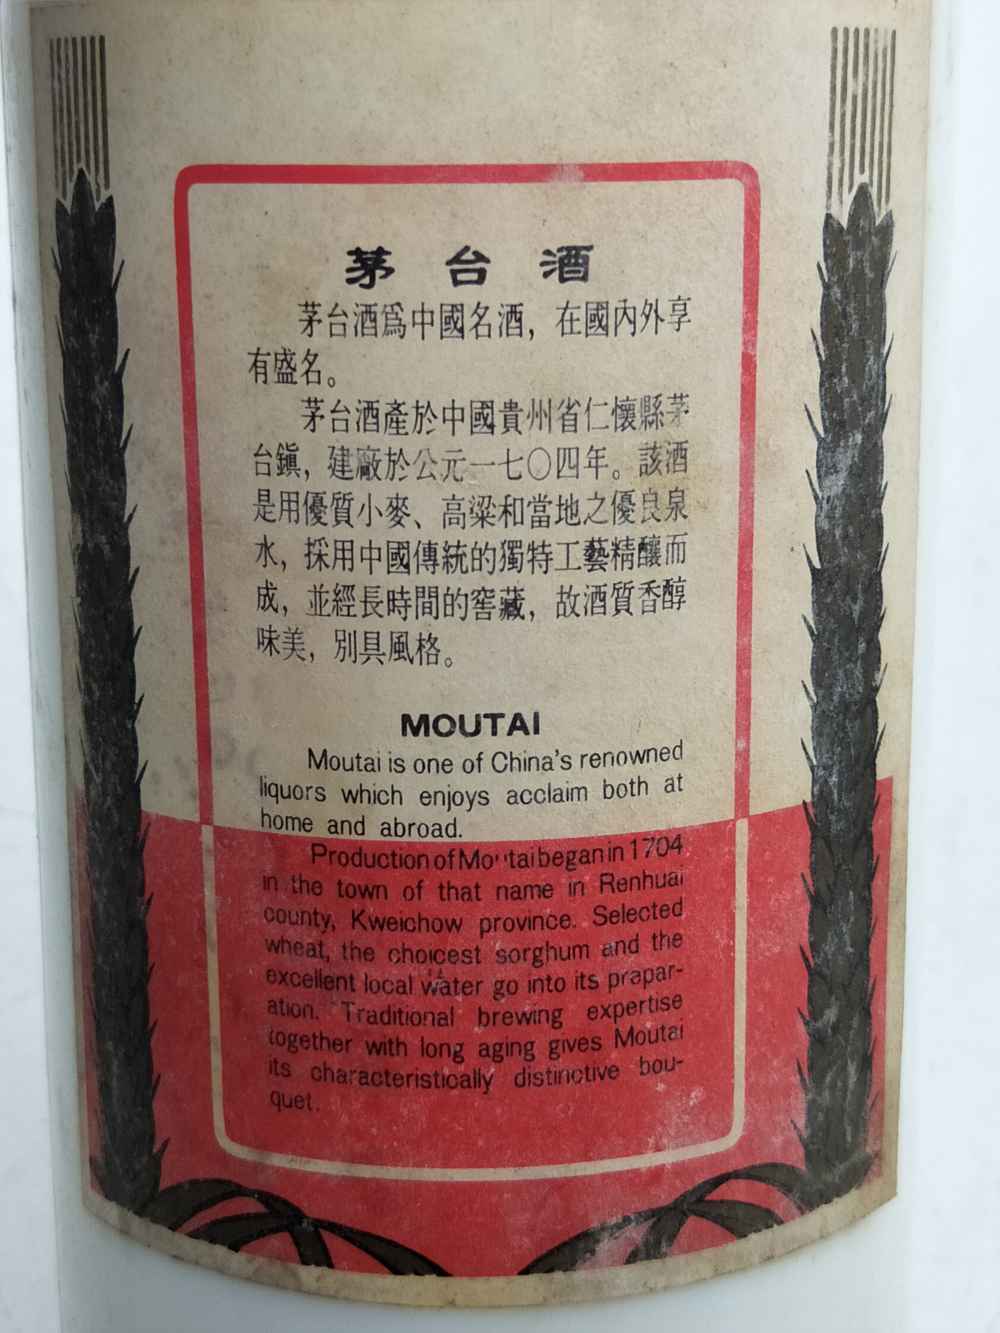 茅台酒
茅台酒爲中國名酒，在國內外享
有盛名。
茅台酒產於中國貴州省仁懷縣茅
台鎭，建廠於公元一七〇四年。該酒
是用優質小麥、高粱和當地之優良泉
水，採用中國傳統的獨特工藝精釀而
成，並經長時間的窖藏，故酒質香醇
味美，別具風格。
MOUTAI
Moutai is one of China's renowned
liquors which enjoys acclaim both at
home and abroad.
Production of Moutai began in 1704
in the town of that name in Renhuai
county, Kweichow province. Selected
wheat, the choicest sorghum and the
excellent local water go into its prapar-
ation. Traditional brewing expertise
together with long aging gives Moutai
its characteristically distinctive bou-
quet.